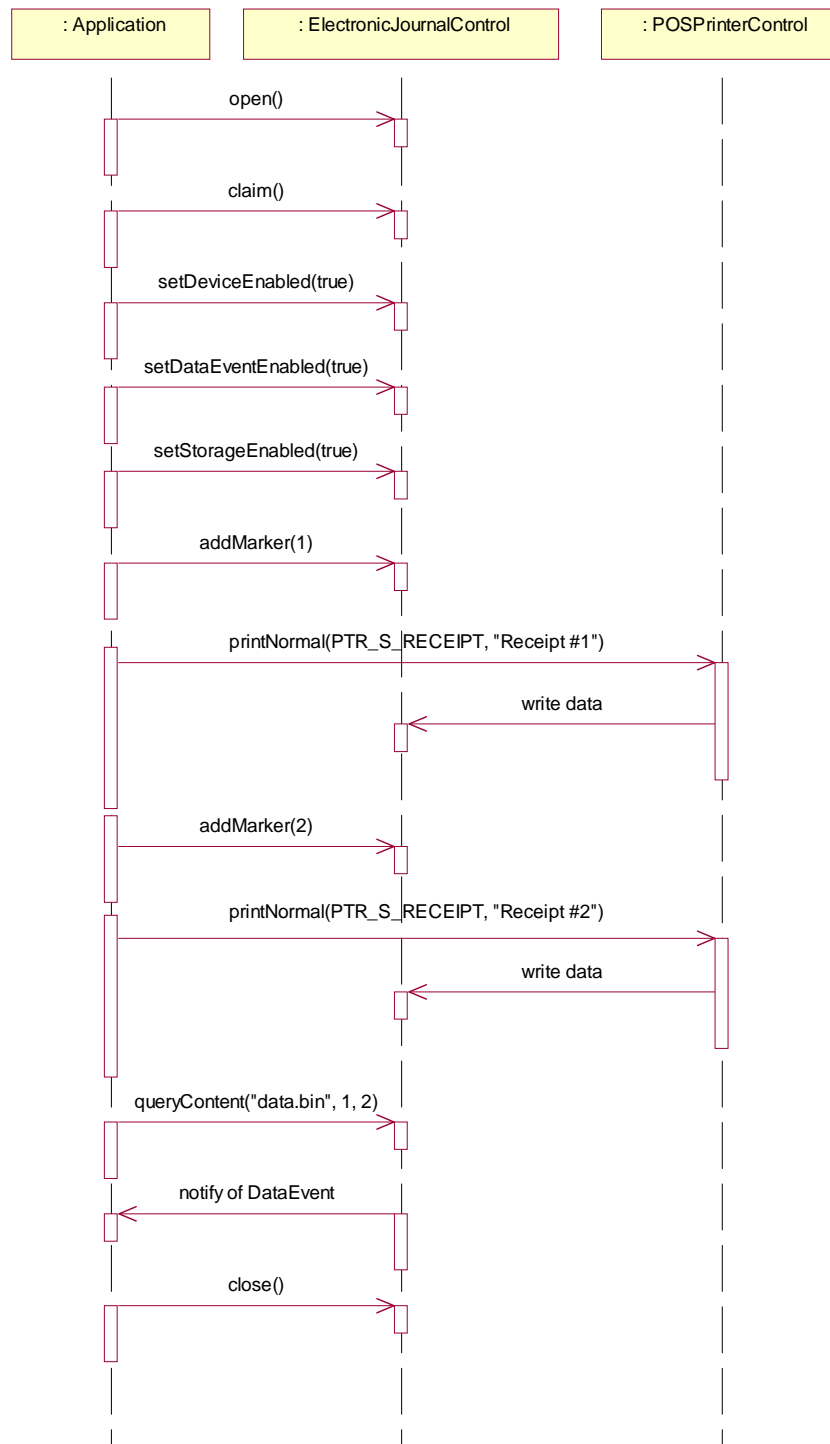 : Application
: ElectronicJournalControl
: POSPrinterControl
open()
claim()
setDeviceEnabled(true)
setDataEventEnabled(true)
setStorageEnabled(true)
addMarker(1)
printNormal(PTR_S_RECEIPT, "Receipt #1")
write data
addMarker(2)
printNormal(PTR_S_RECEIPT, "Receipt #2")
write data
queryContent("data.bin", 1, 2)
notify of DataEvent
close()